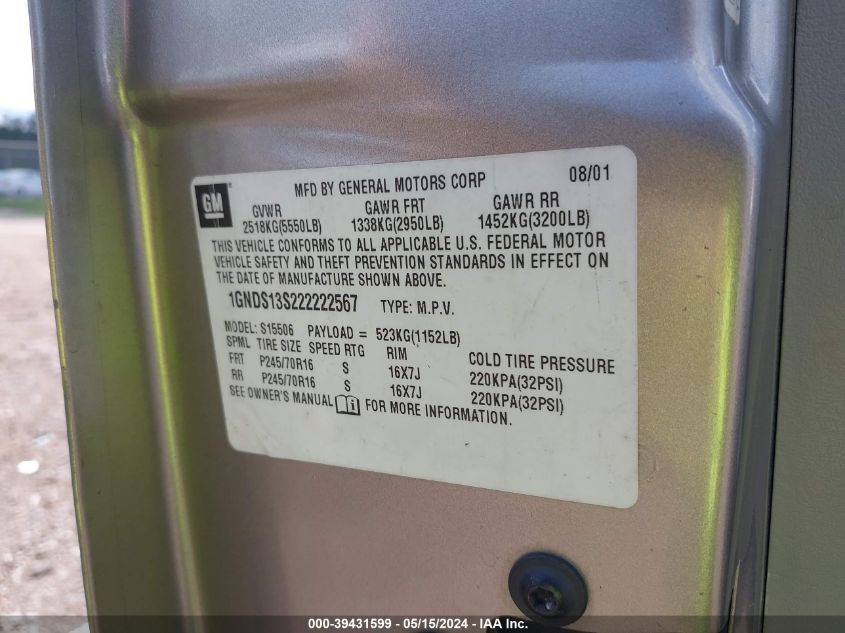 GM
MFD BY GENERAL MOTORS CORP 08/01
GVWR GAWR FRT GAWR RR
2518KG(5550LB) 1338KG(2950LB) 1452KG(3200LB)
THIS VEHICLE CONFORMS TO ALL APPLICABLE U.S. FEDERAL MOTOR
VEHICLE SAFETY AND THEFT PREVENTION STANDARDS IN EFFECT ON
THE DATE OF MANUFACTURE SHOWN ABOVE.
1GNDS13S222222567 TYPE: M.P.V.
MODEL: S15506 PAYLOAD = 523KG(1152LB)
SPML TIRE SIZE SPEED RTG RIM COLD TIRE PRESSURE
FRT P245/70R16 S 16X7J 220KPA(32PSI)
RR P245/70R16 S 16X7J 220KPA(32PSI)
SEE OWNER'S MANUAL FOR MORE INFORMATION.
000-39431599 - 05/15/2024 - IAA Inc.